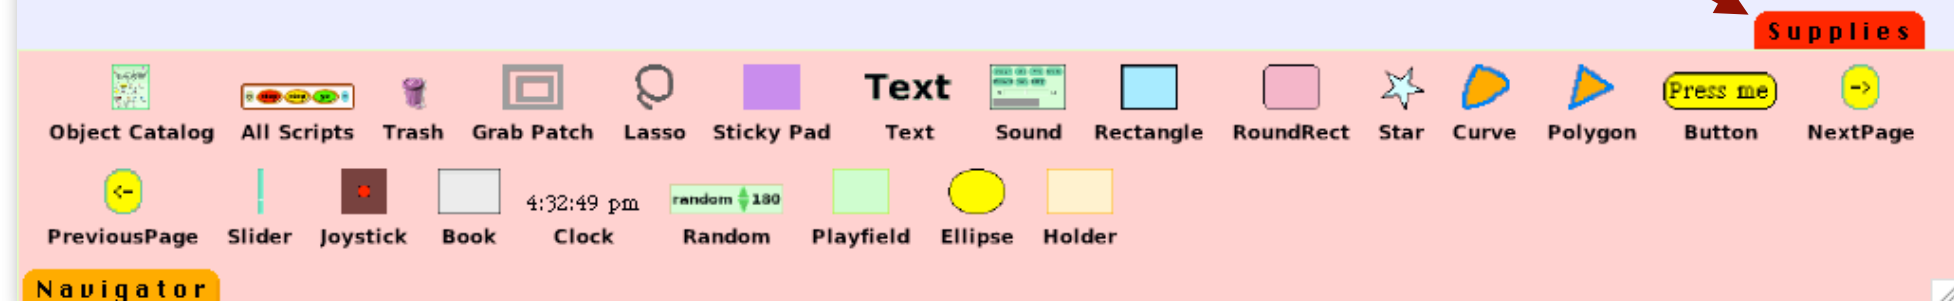 Supplies
Text
Press me
->
Object Catalog All Scripts Trash Grab Patch Lasso Sticky Pad Text Sound Rectangle RoundRect Star Curve Polygon Button NextPage
<-
4:32:49 pm
random 180
PreviousPage Slider Joystick Book Clock Random Playfield Ellipse Holder
Navigator